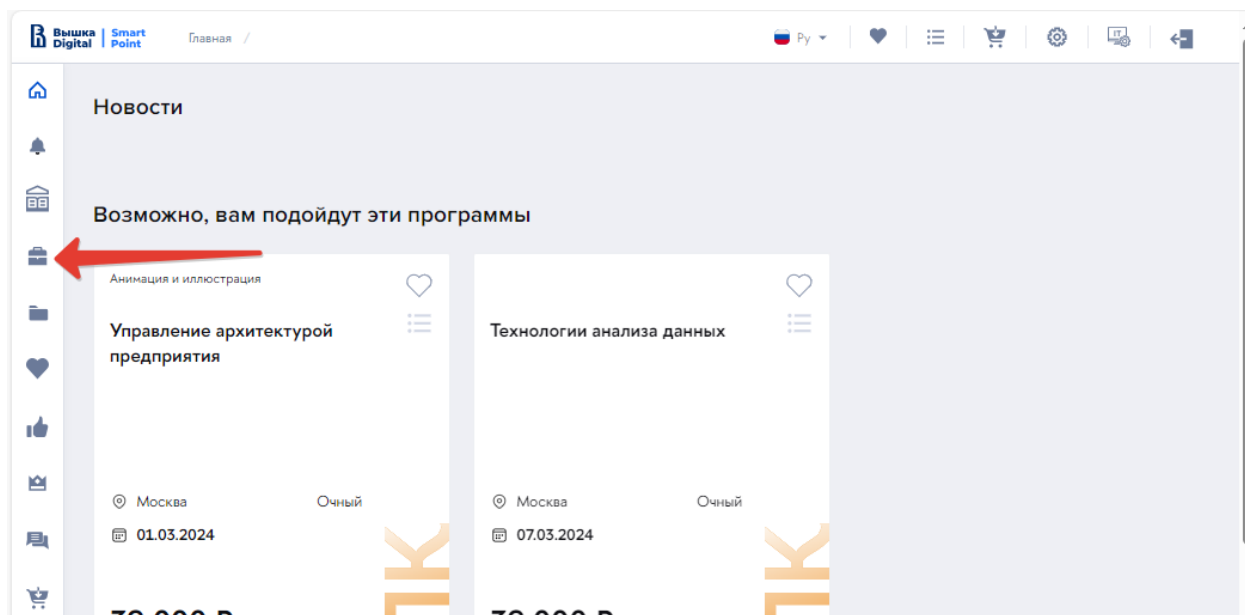 Вышка Digital | Smart Point
Главная /
Ру
Новости
Возможно, вам подойдут эти программы
Анимация и иллюстрация
Управление архитектурой
предприятия
Москва
Очный
01.03.2024
Технологии анализа данных
Москва
Очный
07.03.2024